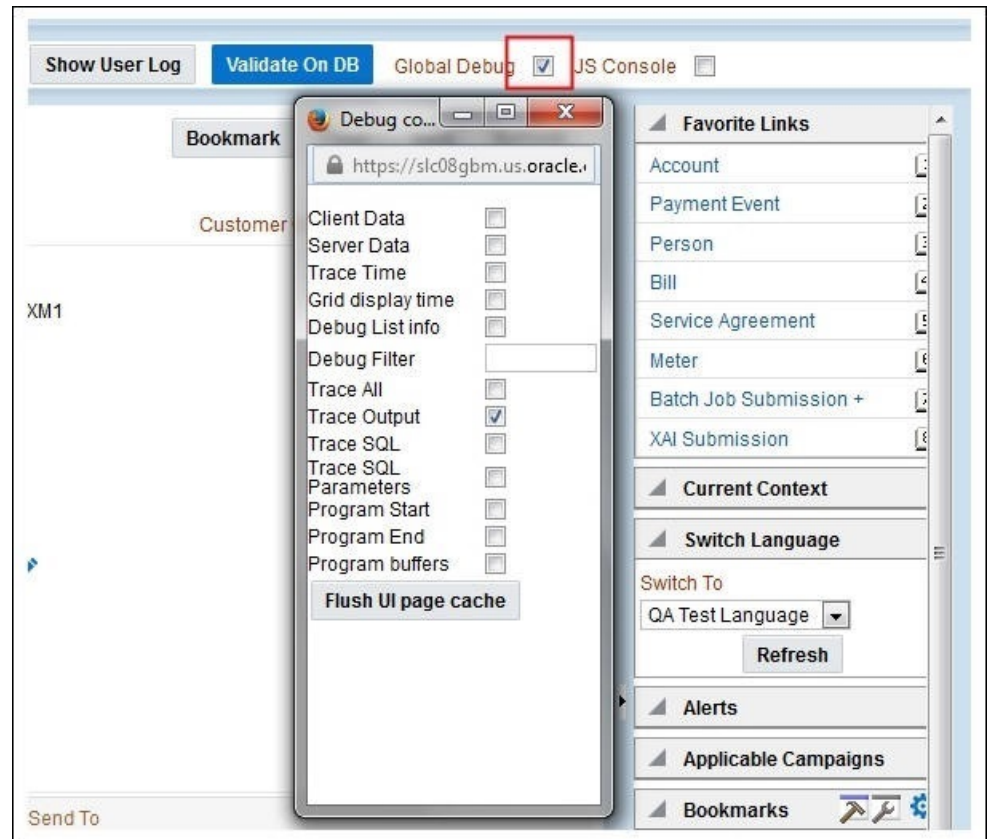 Show User Log
Validate On DB
Global Debug
JS Console
Bookmark
Customer
XM1
Send To
Debug co...
https://slc08gbm.us.oracle.
Client Data
Server Data
Trace Time
Grid display time
Debug List info
Debug Filter
Trace All
Trace Output
Trace SQL
Trace SQL
Parameters
Program Start
Program End
Program buffers
Flush UI page cache
Favorite Links
Account
Payment Event
Person
Bill
Service Agreement
Meter
Batch Job Submission +
XAI Submission
Current Context
Switch Language
Switch To
QA Test Language
Refresh
Alerts
Applicable Campaigns
Bookmarks